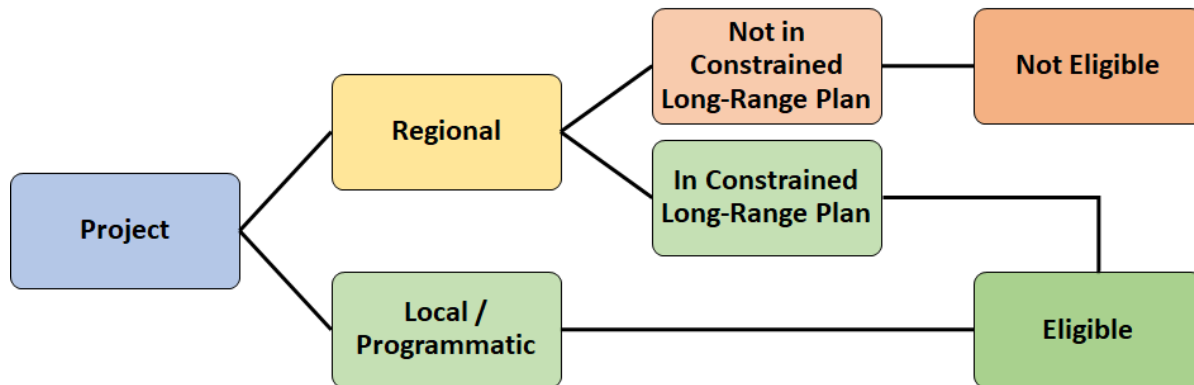 Not in
Constrained
Long-Range Plan
Not Eligible
Regional
In Constrained
Long-Range Plan
Project
Local /
Programmatic
Eligible